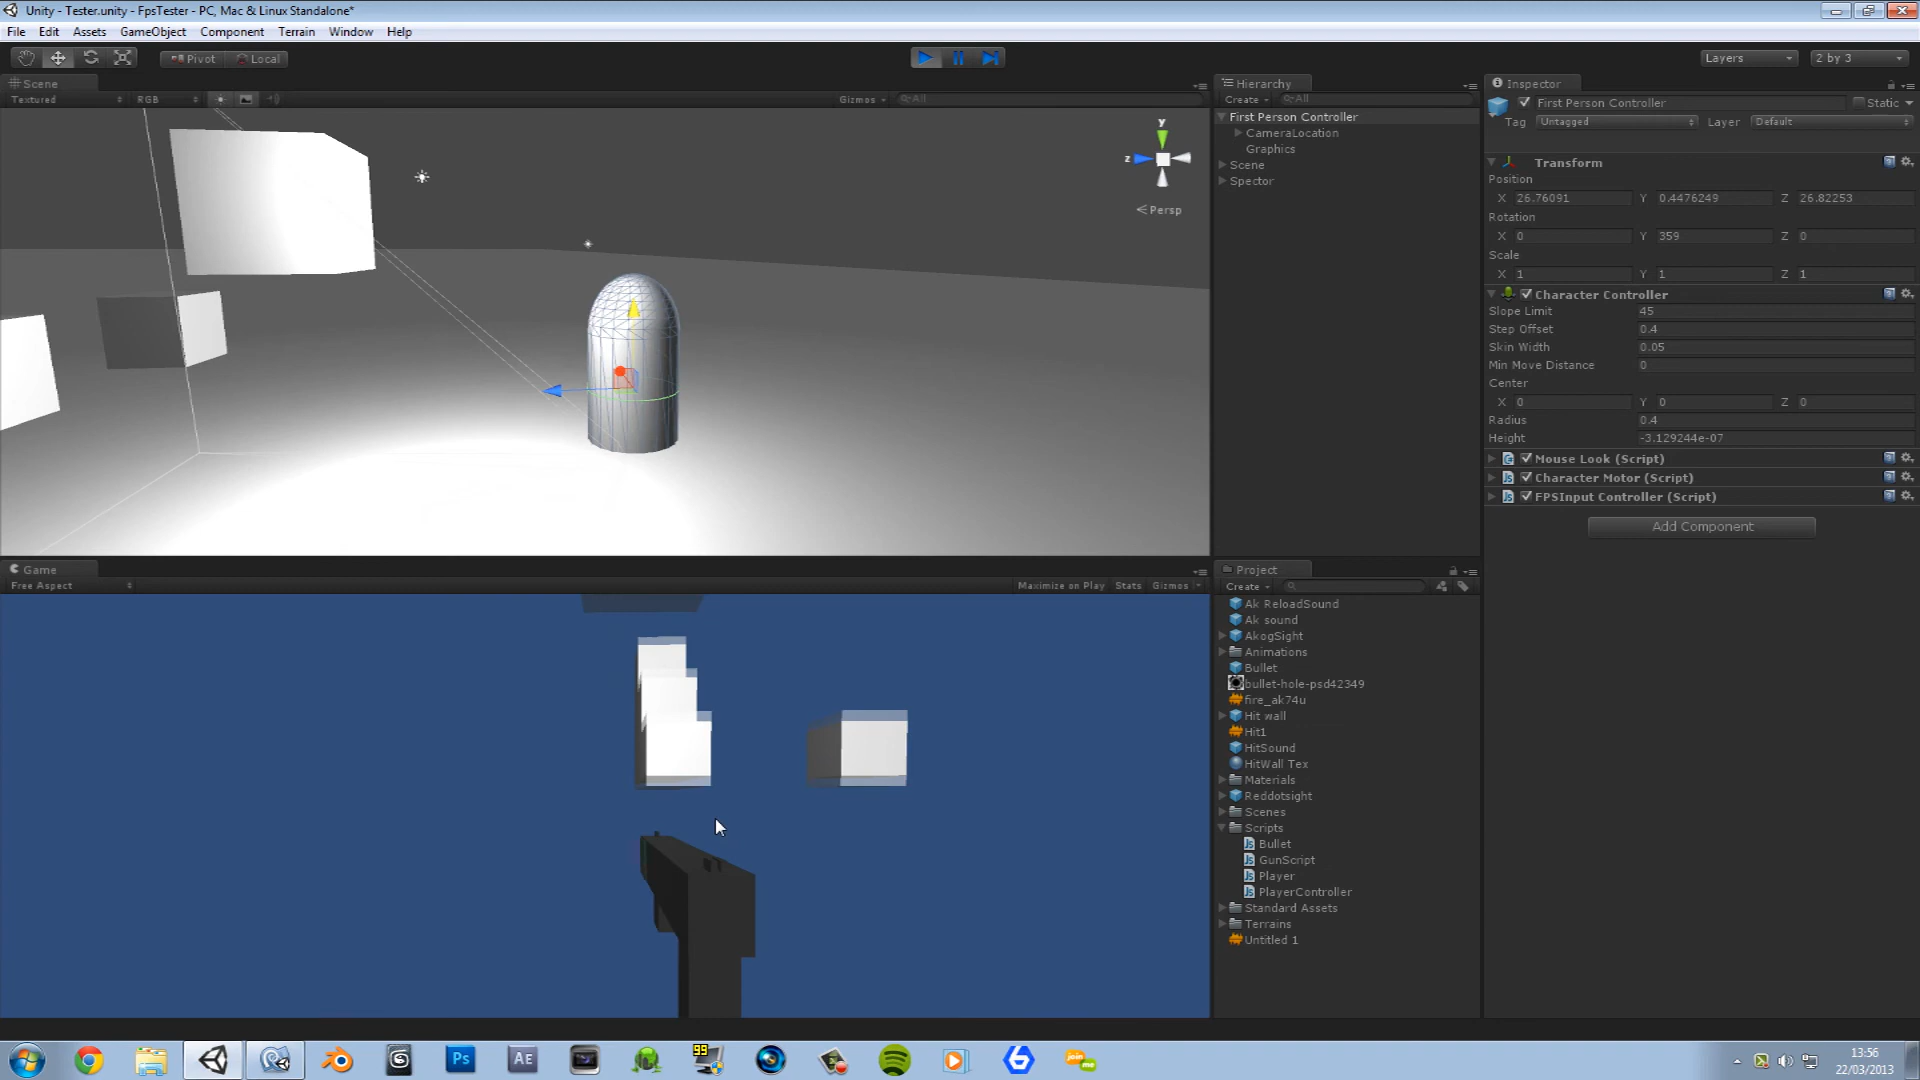 Unity - Tester.unity - FpsTester - PC, Mac & Linux Standalone*
File Edit Assets GameObject Component Terrain Window Help
Pivot Local Layers 2 by 3
Scene
Textured RGB Gizmos All
y
z
Persp
Hierarchy
Create All
First Person Controller
CameraLocation
Graphics
Scene
Spector
Inspector
First Person Controller Static
Tag Untagged Layer Default
Transform
Position
X 26.76091 Y 0.4476249 Z 26.82253
Rotation
X 0 Y 359 Z 0
Scale
X 1 Y 1 Z 1
Character Controller
Slope Limit 45
Step Offset 0.4
Skin Width 0.05
Min Move Distance 0
Center
X 0 Y 0 Z 0
Radius 0.4
Height -3.129244e-07
Mouse Look (Script)
Character Motor (Script)
FPSInput Controller (Script)
Add Component
Game
Free Aspect Maximize on Play Stats Gizmos
Project
Create
Ak ReloadSound
Ak sound
AkogSight
Animations
Bullet
bullet-hole-psd42349
fire_ak74u
Hit wall
Hit1
HitSound
HitWall Tex
Materials
Reddotsight
Scenes
Scripts
Bullet
GunScript
Player
PlayerController
Standard Assets
Terrains
Untitled 1
Ps AE 99 join me
13:56
22/03/2013